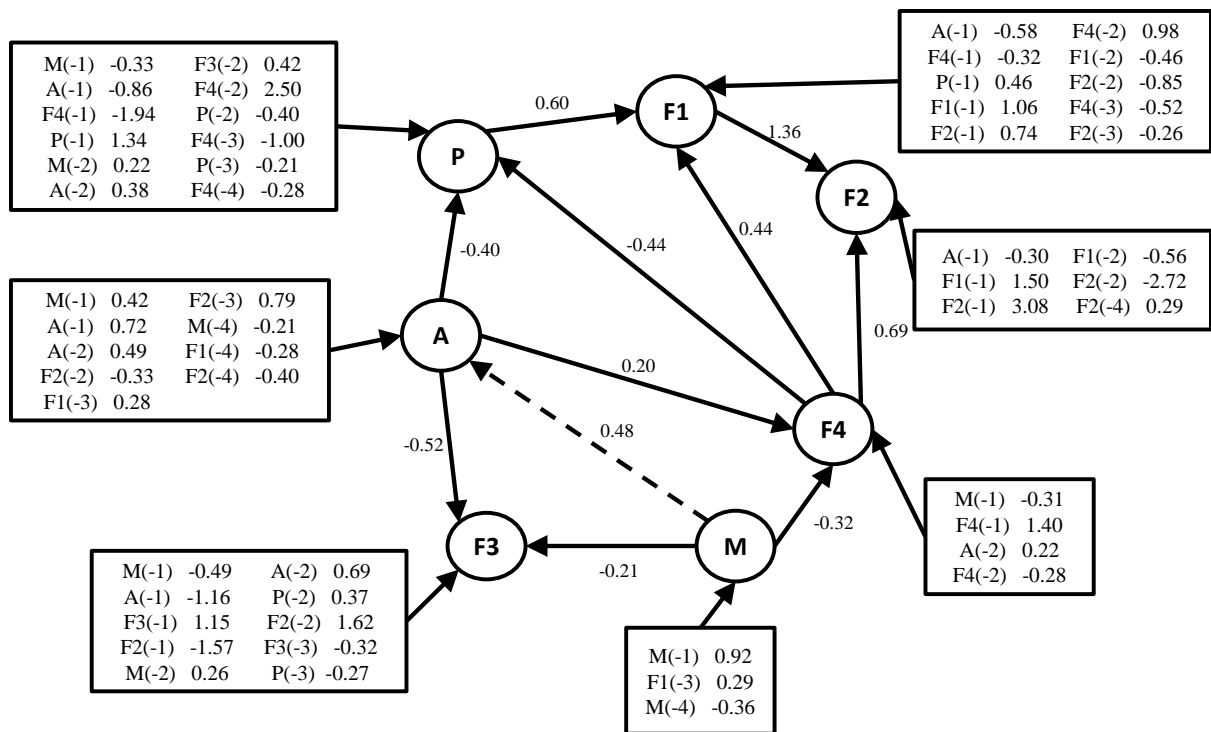 M(-1) -0.33 F3(-2) 0.42
A(-1) -0.86 F4(-2) 2.50
F4(-1) -1.94 P(-2) -0.40
P(-1) 1.34 F4(-3) -1.00
M(-2) 0.22 P(-3) -0.21
A(-2) 0.38 F4(-4) -0.28
A(-1) -0.58 F4(-2) 0.98
F4(-1) -0.32 F1(-2) -0.46
P(-1) 0.46 F2(-2) -0.85
F1(-1) 1.06 F4(-3) -0.52
F2(-1) 0.74 F2(-3) -0.26
0.60
F1
1.36
P
F2
-0.40
-0.44
0.44
A(-1) -0.30 F1(-2) -0.56
F1(-1) 1.50 F2(-2) -2.72
F2(-1) 3.08 F2(-4) 0.29
M(-1) 0.42 F2(-3) 0.79
A(-1) 0.72 M(-4) -0.21
A(-2) 0.49 F1(-4) -0.28
F2(-2) -0.33 F2(-4) -0.40
F1(-3) 0.28
A
0.20
0.69
-0.52
0.48
F4
-0.32
M(-1) -0.31
F4(-1) 1.40
A(-2) 0.22
F4(-2) -0.28
F3
-0.21
M
M(-1) -0.49 A(-2) 0.69
A(-1) -1.16 P(-2) 0.37
F3(-1) 1.15 F2(-2) 1.62
F2(-1) -1.57 F3(-3) -0.32
M(-2) 0.26 P(-3) -0.27
M(-1) 0.92
F1(-3) 0.29
M(-4) -0.36